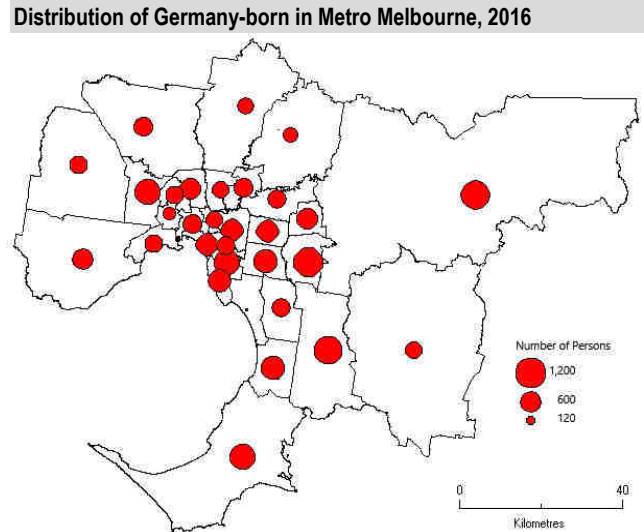 Distribution of Germany-born in Metro Melbourne, 2016
Number of Persons
1,200
600
120
0 40
Kilometres